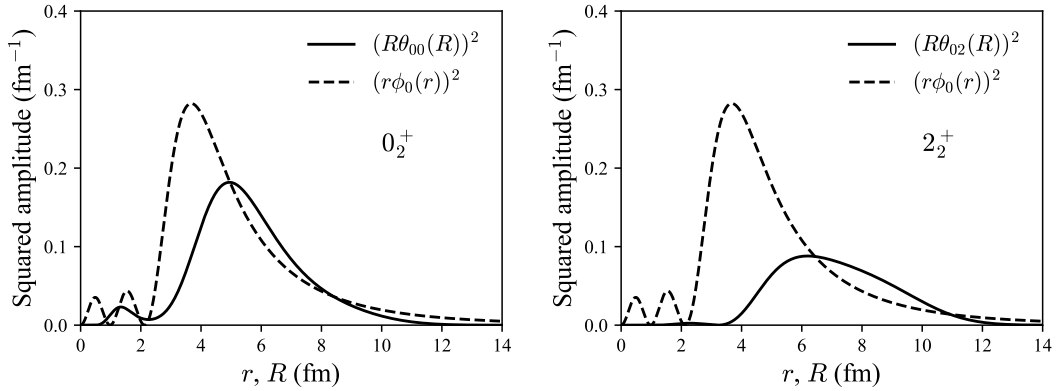 Squared amplitude (fm⁻¹)
0.4
0.3
0.2
0.1
0.0
(Rθ₀₀(R))²
(rϕ₀(r))²
0₂⁺
0 2 4 6 8 10 12 14
r, R (fm)
Squared amplitude (fm⁻¹)
0.4
0.3
0.2
0.1
0.0
(Rθ₀₂(R))²
(rϕ₀(r))²
2₂⁺
0 2 4 6 8 10 12 14
r, R (fm)